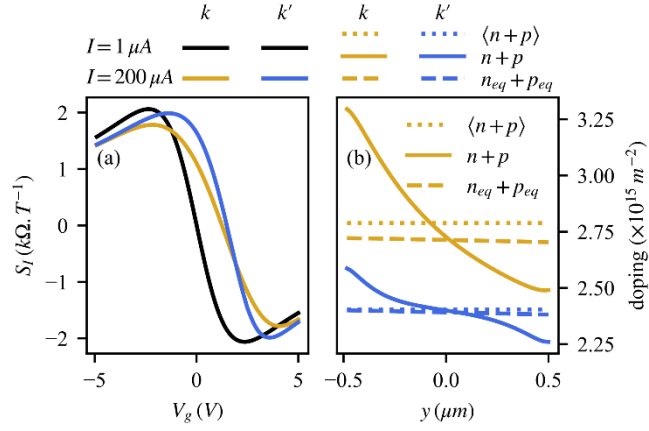 k k′ k k′
I = 1 μA ⟨n + p⟩
I = 200 μA n + p
n_eq + p_eq
(a)
S_I (kΩ. T⁻¹)
2
1
0
−1
−2
−5 0 5
V_g (V)
(b)
⟨n + p⟩
n + p
n_eq + p_eq
3.25
3.00
2.75
2.50
2.25
doping (×10¹⁵ m⁻²)
−0.5 0.0 0.5
y (μm)